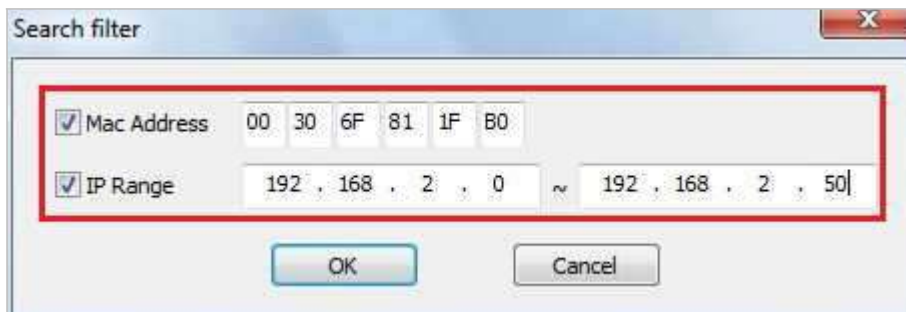 Search filter
Mac Address 00 30 6F 81 1F B0
IP Range 192 . 168 . 2 . 0 ~ 192 . 168 . 2 . 50
OK Cancel